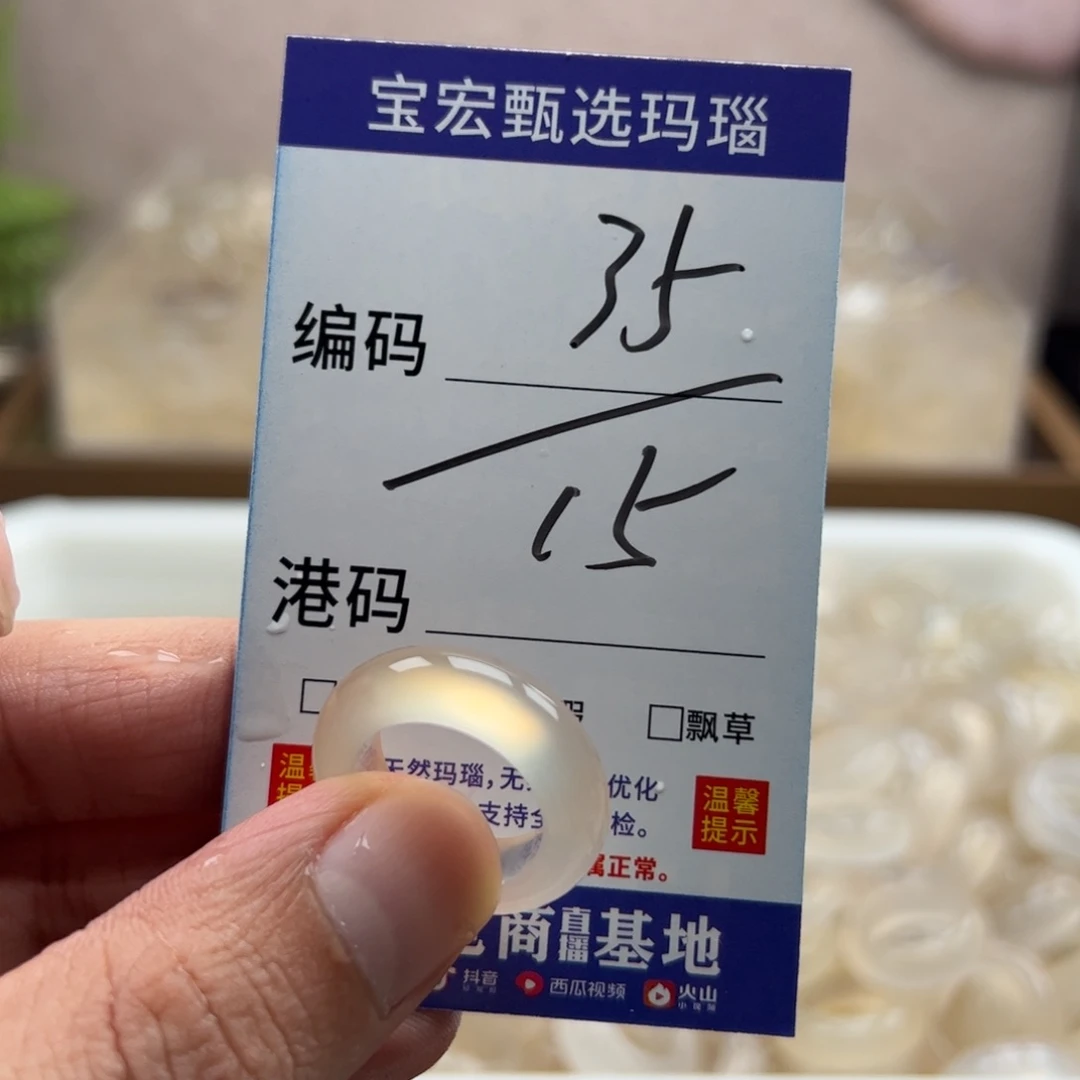 宝宏甄选玛瑙
35
编码
15
港码
飘草
天然玛瑙,无 优化
支持 检。
温馨提示
属正常。
商直播基地
抖音 西瓜视频 火山